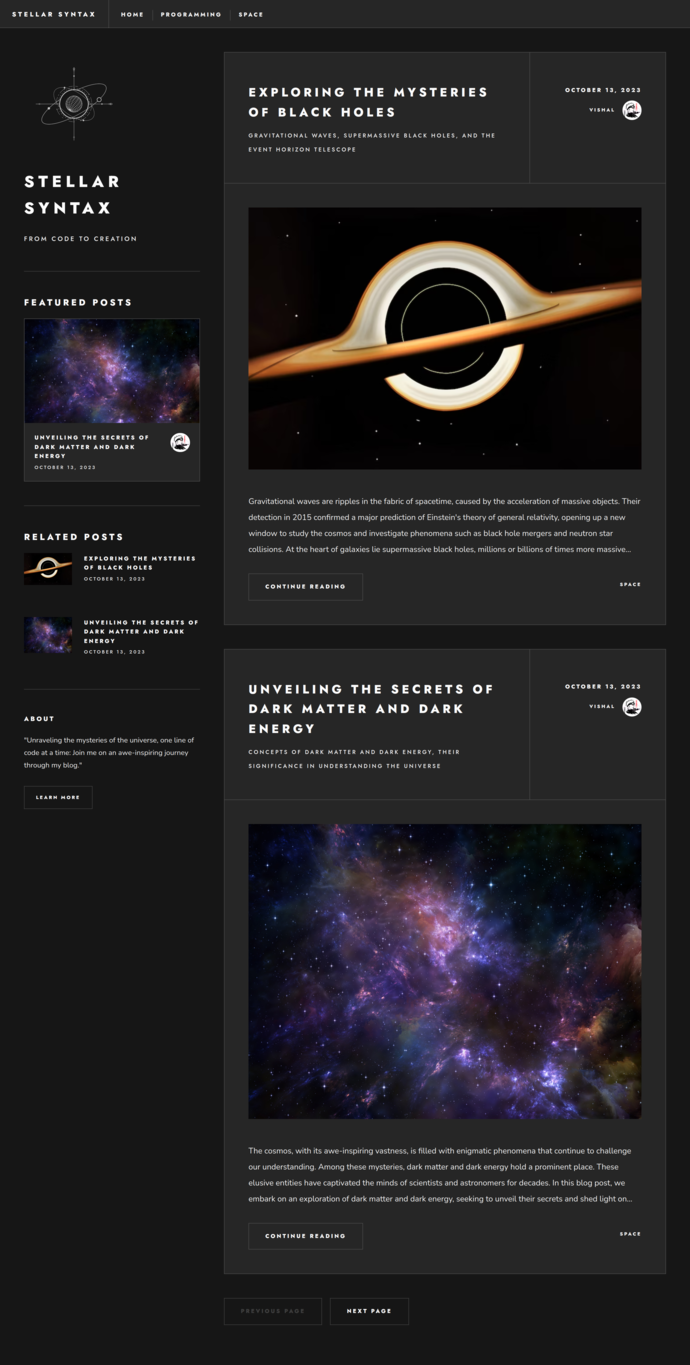 STELLAR SYNTAX
HOME
PROGRAMMING
SPACE
STELLAR
SYNTAX
FROM CODE TO CREATION
FEATURED POSTS
UNVEILING THE SECRETS OF
DARK MATTER AND DARK
ENERGY
OCTOBER 13, 2023
RELATED POSTS
EXPLORING THE MYSTERIES
OF BLACK HOLES
OCTOBER 13, 2023
UNVEILING THE SECRETS OF
DARK MATTER AND DARK
ENERGY
OCTOBER 13, 2023
ABOUT
"Unraveling the mysteries of the universe, one line of
code at a time: Join me on an awe-inspiring journey
through my blog."
LEARN MORE
EXPLORING THE MYSTERIES
OF BLACK HOLES
GRAVITATIONAL WAVES, SUPERMASSIVE BLACK HOLES, AND THE
EVENT HORIZON TELESCOPE
OCTOBER 13, 2023
VISHAL
Gravitational waves are ripples in the fabric of spacetime, caused by the acceleration of massive objects. Their
detection in 2015 confirmed a major prediction of Einstein's theory of general relativity, opening up a new
window to study the cosmos and investigate phenomena such as black hole mergers and neutron star
collisions. At the heart of galaxies lie supermassive black holes, millions or billions of times more massive...
CONTINUE READING
SPACE
UNVEILING THE SECRETS OF
DARK MATTER AND DARK
ENERGY
CONCEPTS OF DARK MATTER AND DARK ENERGY, THEIR
SIGNIFICANCE IN UNDERSTANDING THE UNIVERSE
OCTOBER 13, 2023
VISHAL
The cosmos, with its awe-inspiring vastness, is filled with enigmatic phenomena that continue to challenge
our understanding. Among these mysteries, dark matter and dark energy hold a prominent place. These
elusive entities have captivated the minds of scientists and astronomers for decades. In this blog post, we
embark on an exploration of dark matter and dark energy, seeking to unveil their secrets and shed light on...
CONTINUE READING
SPACE
PREVIOUS PAGE
NEXT PAGE